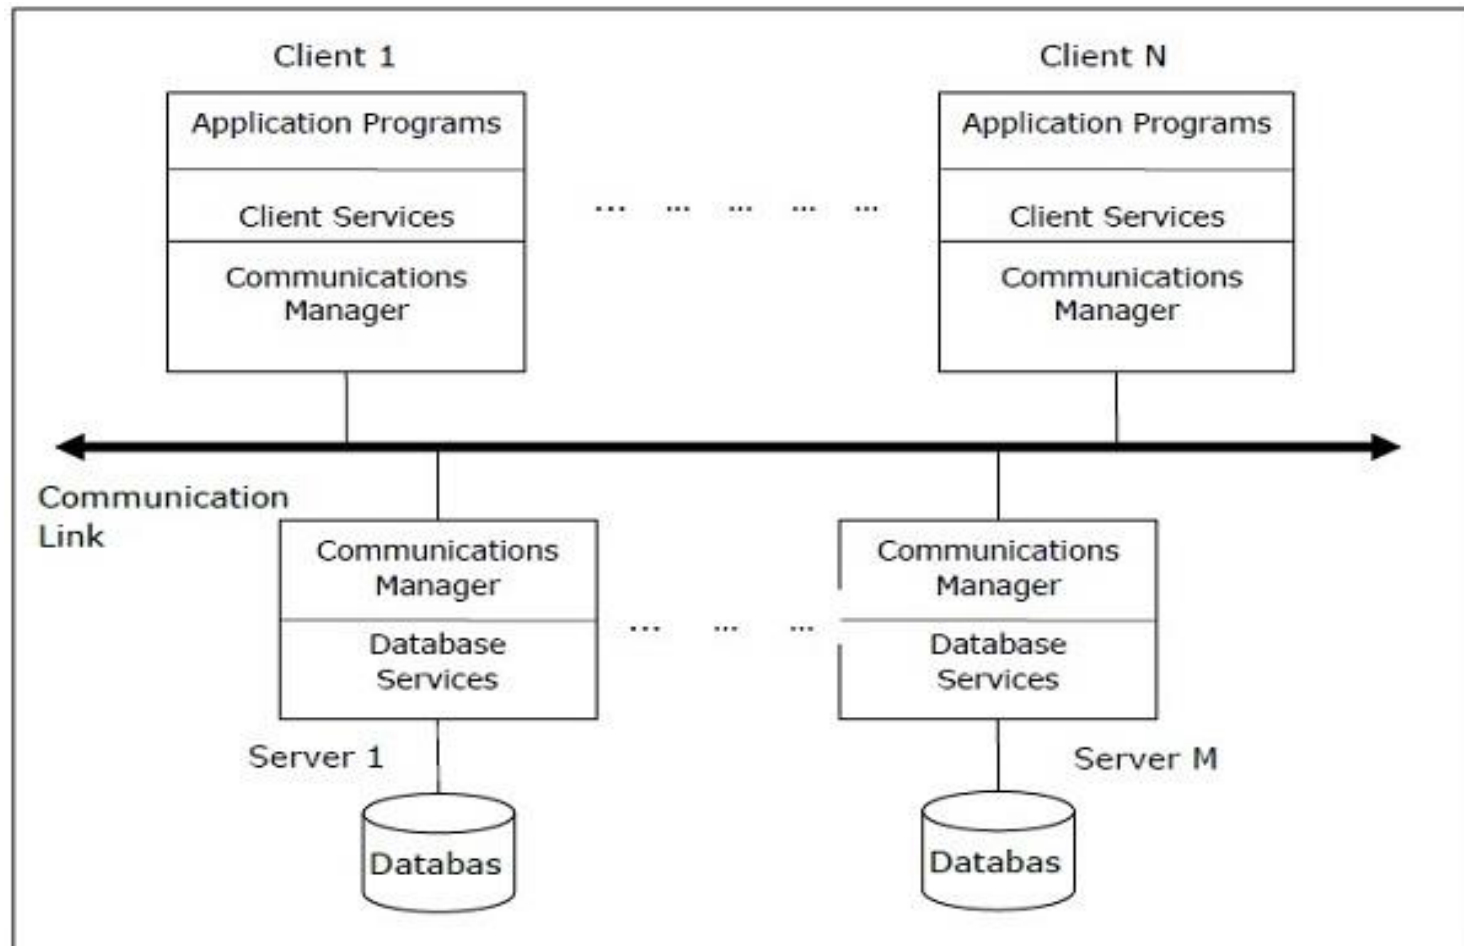 Client 1
Client N
Application Programs
Application Programs
Client Services
... ... ... ... ...
Client Services
Communications
Manager
Communications
Manager
Communication
Link
Communications
Manager
Communications
Manager
Database
Services
... ... ...
Database
Services
Server 1
Server M
Databas
Databas